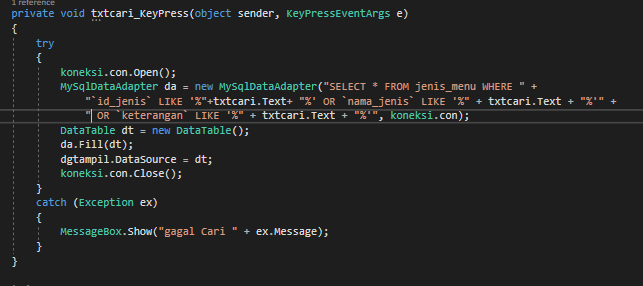 1 reference
private void txtcari_KeyPress(object sender, KeyPressEventArgs e)
{
try
{
koneksi.con.Open();
MySqlDataAdapter da = new MySqlDataAdapter("SELECT * FROM jenis_menu WHERE " +
"`id_jenis` LIKE '%"+txtcari.Text+ "%' OR `nama_jenis` LIKE '%" + txtcari.Text + "%'" +
" OR `keterangan` LIKE '%" + txtcari.Text + "%'", koneksi.con);
DataTable dt = new DataTable();
da.Fill(dt);
dgtampil.DataSource = dt;
koneksi.con.Close();
}
catch (Exception ex)
{
MessageBox.Show("gagal Cari " + ex.Message);
}
}